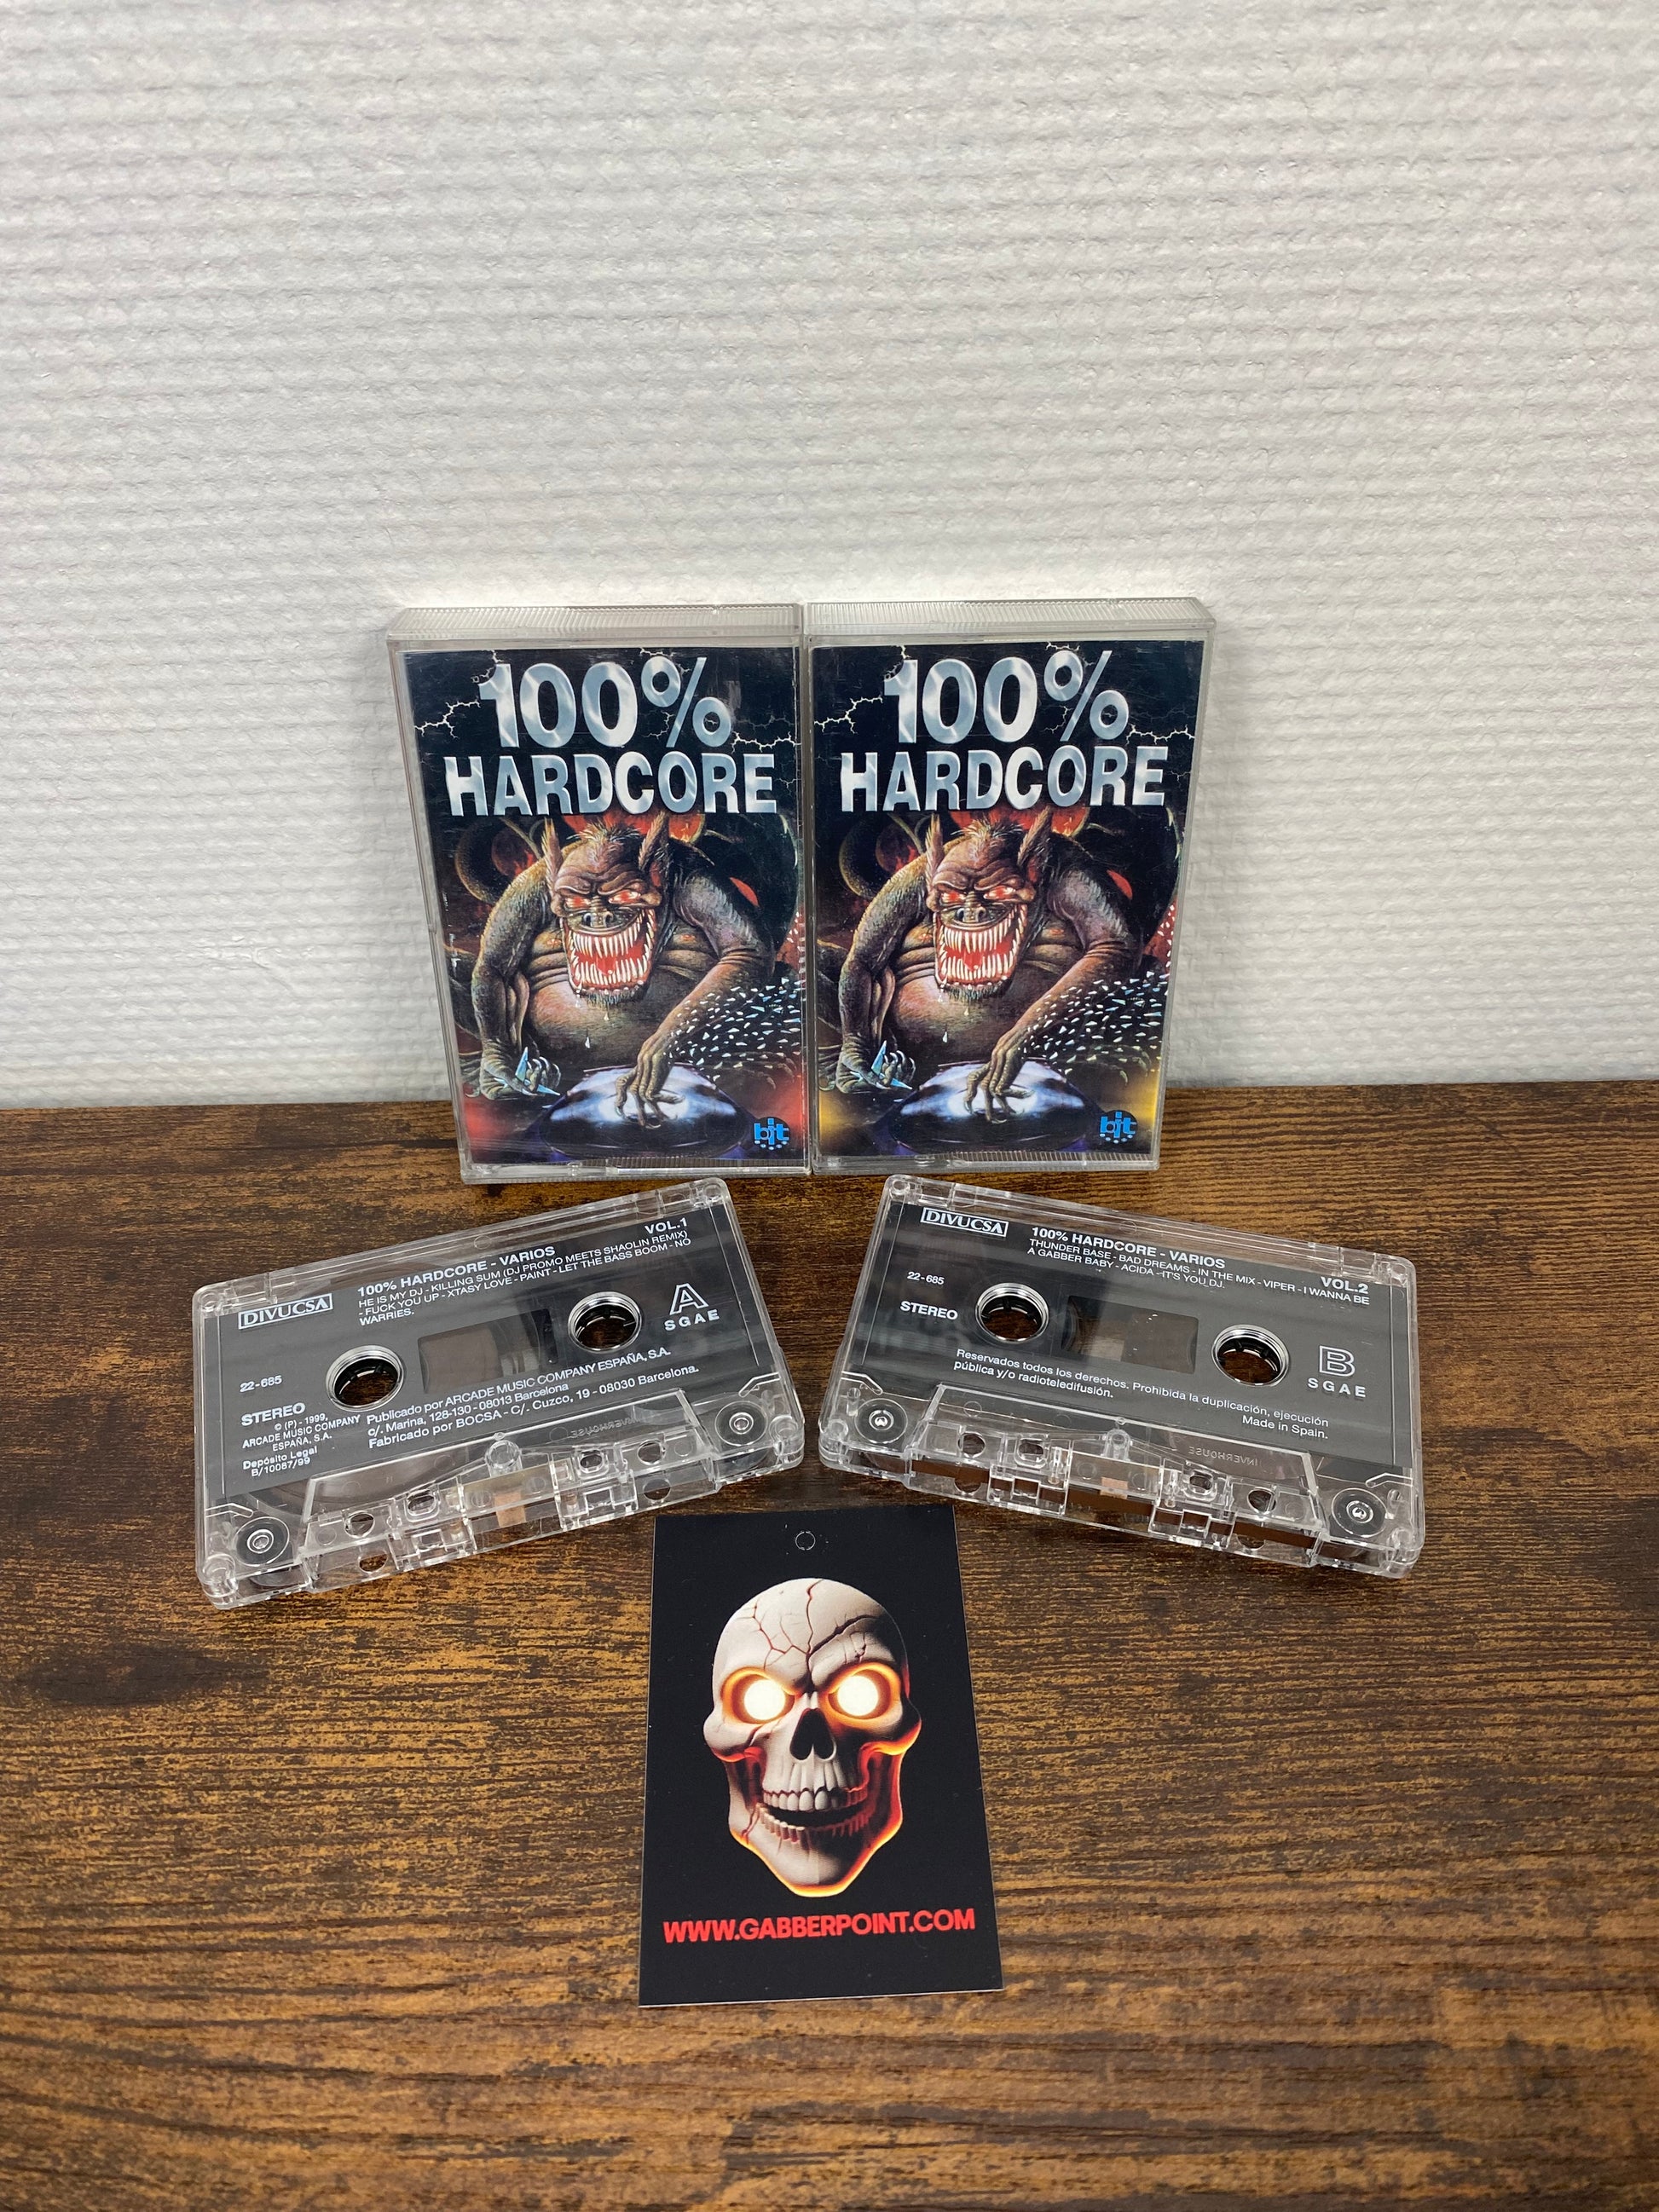 100%
HARDCORE
bit
100%
HARDCORE
bit
DIVUCSA
100% HARDCORE - VARIOS
VOL.1
HE IS MY DJ - KILLING SUM (DJ PROMO MEETS SHAOLIN REMIX)
- FUCK YOU UP - XTASY LOVE - PAINT - LET THE BASS BOOM - NO
WARRIES.
A
SGAE
22-685
STEREO
© (P) - 1999,
ARCADE MUSIC COMPANY
ESPAÑA, S.A.
Depósito Legal
B/10087/99
Publicado por ARCADE MUSIC COMPANY ESPAÑA, S.A.
c/. Marina, 128-130 - 08013 Barcelona
Fabricado por BOCSA - C/. Cuzco, 19 - 08030 Barcelona.
INVERHOUSE
DIVUCSA
100% HARDCORE - VARIOS
VOL.2
THUNDER BASE - BAD DREAMS - IN THE MIX - VIPER - I WANNA BE
A GABBER BABY - ACIDA - IT'S YOU DJ.
22-685
STEREO
B
SGAE
Reservados todos los derechos. Prohibida la duplicación, ejecución
pública y/o radioteledifusión.
Made in Spain.
INVERHOUSE
WWW.GABBERPOINT.COM